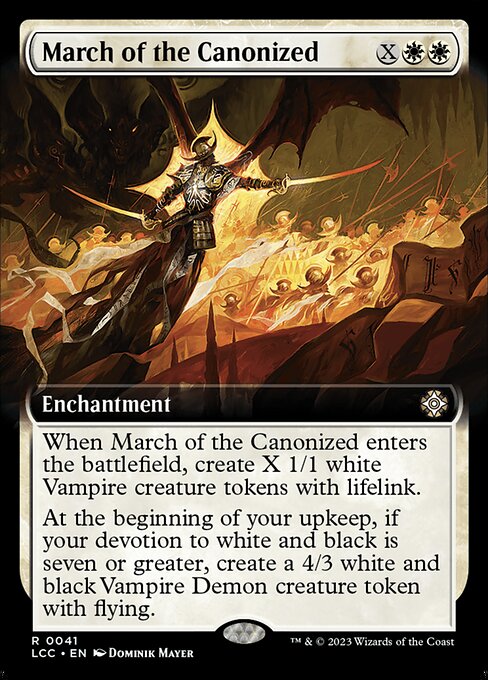 March of the Canonized X
Enchantment
When March of the Canonized enters
the battlefield, create X 1/1 white
Vampire creature tokens with lifelink.
At the beginning of your upkeep, if
your devotion to white and black is
seven or greater, create a 4/3 white and
black Vampire Demon creature token
with flying.
R 0041
LCC • EN Dominik Mayer
™ & © 2023 Wizards of the Coast